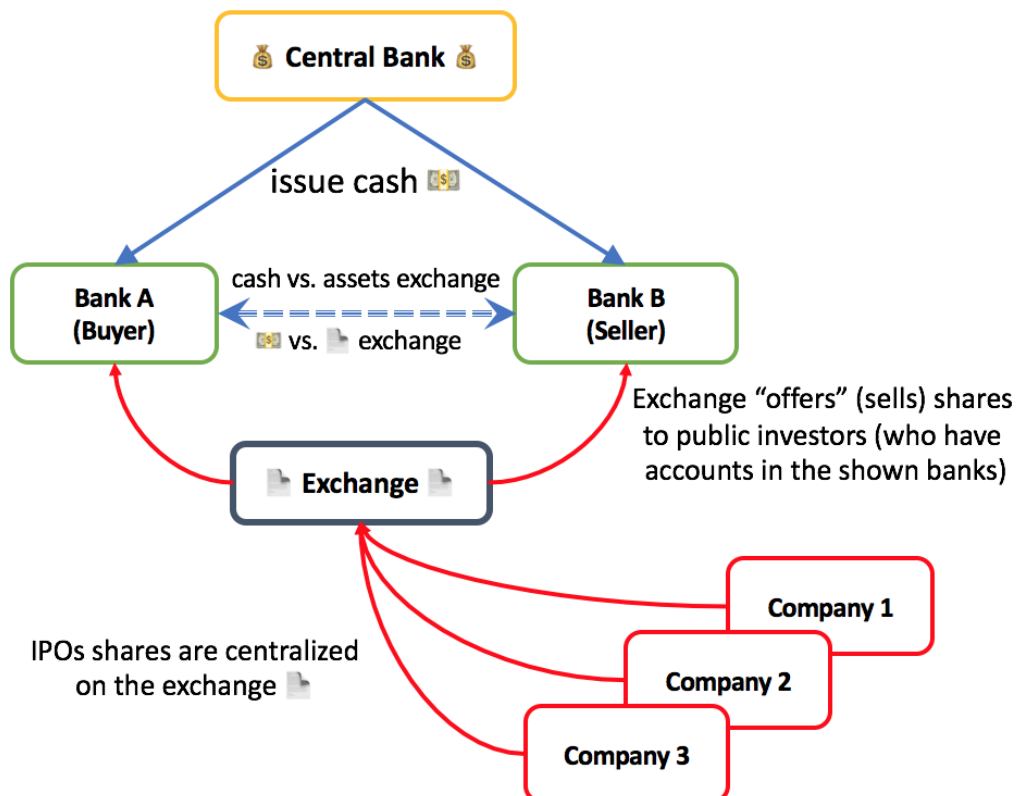 💰 Central Bank 💰
issue cash 💵
Bank A
(Buyer)
cash vs. assets exchange
💵 vs. 📄 exchange
Bank B
(Seller)
Exchange “offers” (sells) shares
to public investors (who have
accounts in the shown banks)
📄 Exchange 📄
IPOs shares are centralized
on the exchange 📄
Company 1
Company 2
Company 3